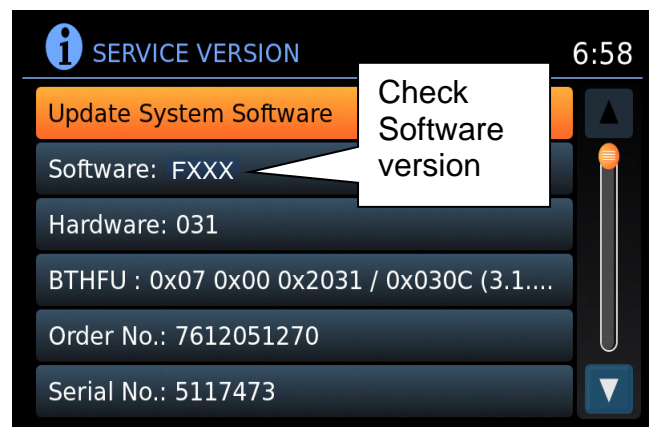 SERVICE VERSION 6:58
Update System Software
Check
Software
version
Software: FXXX
Hardware: 031
BTHFU : 0x07 0x00 0x2031 / 0x030C (3.1....
Order No.: 7612051270
Serial No.: 5117473